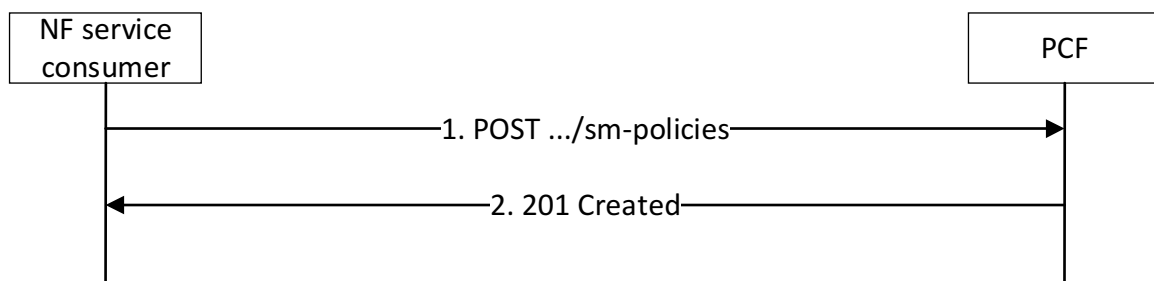 NF service
consumer
PCF
1. POST .../sm-policies
2. 201 Created